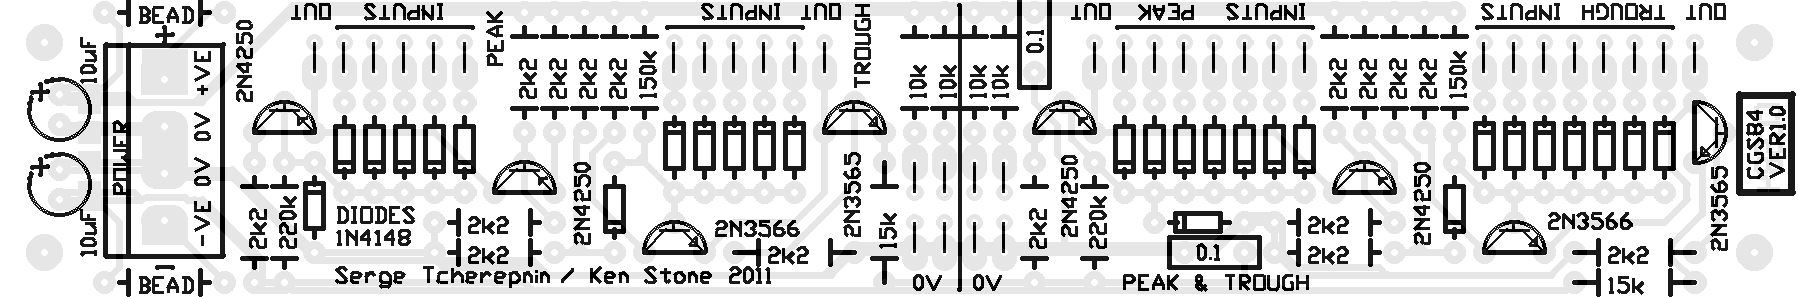 BEAD
10uF
10uF
BEAD
POWER
-VE 0V 0V +VE
2N4250
OUT INPUTS
PEAK
2k2
2k2
2k2
2k2
150k
INPUTS OUT
TROUGH
10k
10k
10k
10k
0.1
OUT PEAK INPUTS
2k2
2k2
2k2
2k2
150k
INPUTS TROUGH OUT
2k2
220k
DIODES
1N4148
2k2
2k2
2N4250
2N3566
2k2
2N3565
15k
0V
0V
2k2
2N4250
220k
0.1
2k2
2k2
2N4250
2N3566
2k2
15k
2N3565
CGS84
VER1.0
Serge Tcherepnin / Ken Stone 2011
PEAK & TROUGH